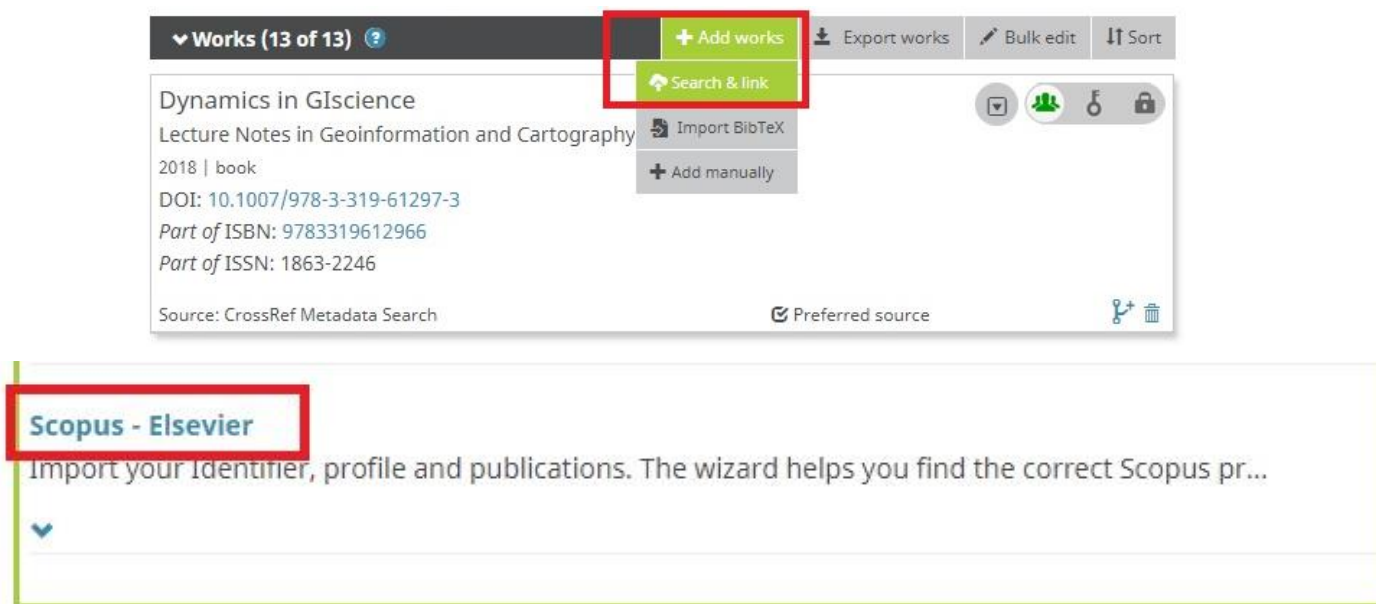 Works (13 of 13) ? + Add works Export works Bulk edit Sort
Search & link
Import BibTeX
+ Add manually
Dynamics in GIscience
Lecture Notes in Geoinformation and Cartography
2018 | book
DOI: 10.1007/978-3-319-61297-3
Part of ISBN: 9783319612966
Part of ISSN: 1863-2246
Source: CrossRef Metadata Search Preferred source
Scopus - Elsevier
Import your Identifier, profile and publications. The wizard helps you find the correct Scopus pr...